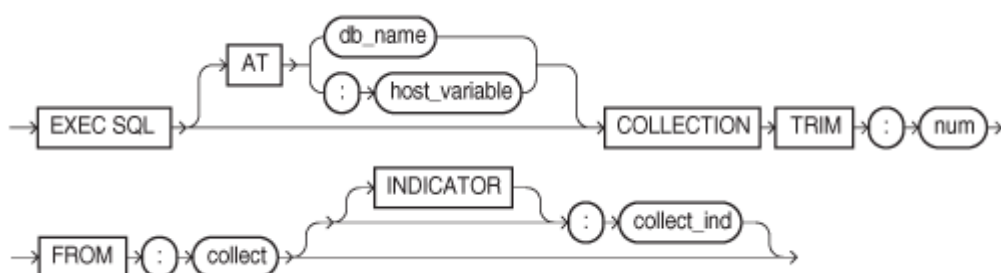 db_name
AT
: host_variable
EXEC SQL COLLECTION TRIM : num
INDICATOR
: collect_ind
FROM : collect